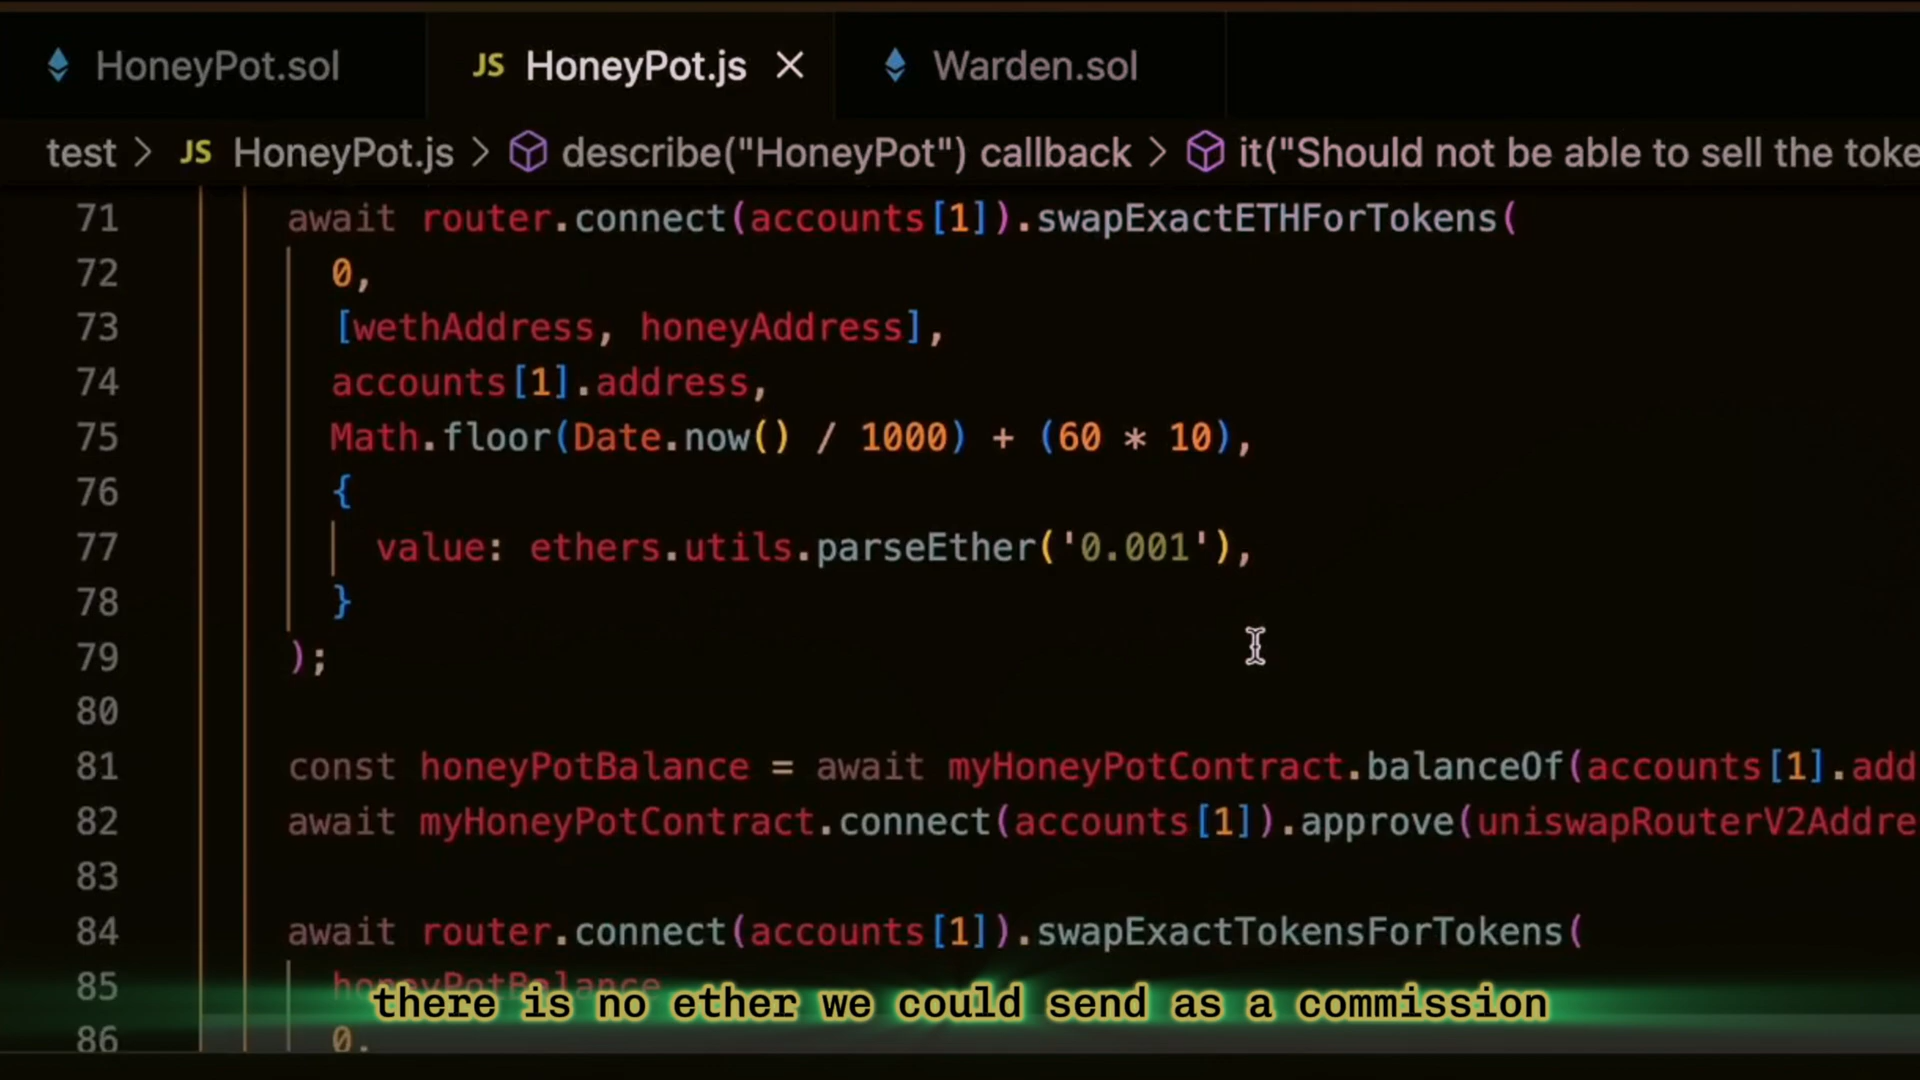 HoneyPot.sol
JS HoneyPot.js
Warden.sol
test > JS HoneyPot.js > describe("HoneyPot") callback > it("Should not be able to sell the toke
71 await router.connect(accounts[1]).swapExactETHForTokens(
72 0,
73 [wethAddress, honeyAddress],
74 accounts[1].address,
75 Math.floor(Date.now() / 1000) + (60 * 10),
76 {
77 value: ethers.utils.parseEther('0.001'),
78 }
79 );
80
81 const honeyPotBalance = await myHoneyPotContract.balanceOf(accounts[1].add
82 await myHoneyPotContract.connect(accounts[1]).approve(uniswapRouterV2Addre
83
84 await router.connect(accounts[1]).swapExactTokensForTokens(
85 honeyPotBalance
there is no ether we could send as a commission
86 0.